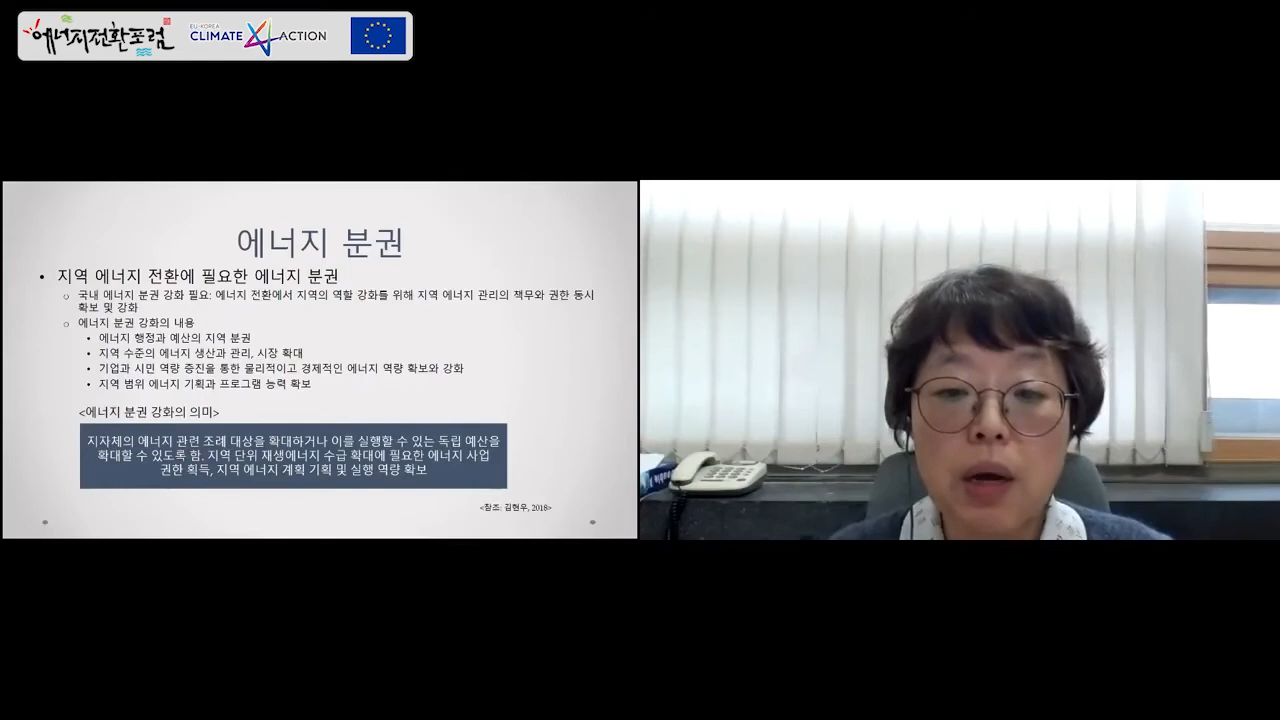 에너지전환포럼
EU-KOREA
CLIMATE ACTION
에너지 분권
• 지역 에너지 전환에 필요한 에너지 분권
○ 국내 에너지 분권 강화 필요: 에너지 전환에서 지역의 역할 강화를 위해 지역 에너지 관리의 책무와 권한 동시
확보 및 강화
○ 에너지 분권 강화의 내용
• 에너지 행정과 예산의 지역 분권
• 지역 수준의 에너지 생산과 관리, 시장 확대
• 기업과 시민 역량 증진을 통한 물리적이고 경제적인 에너지 역량 확보와 강화
• 지역 범위 에너지 기획과 프로그램 능력 확보
<에너지 분권 강화의 의미>
지자체의 에너지 관련 조례 대상을 확대하거나 이를 실행할 수 있는 독립 예산을
확대할 수 있도록 함. 지역 단위 재생에너지 수급 확대에 필요한 에너지 사업
권한 획득, 지역 에너지 계획 기획 및 실행 역량 확보
<참조: 김현우, 2018>